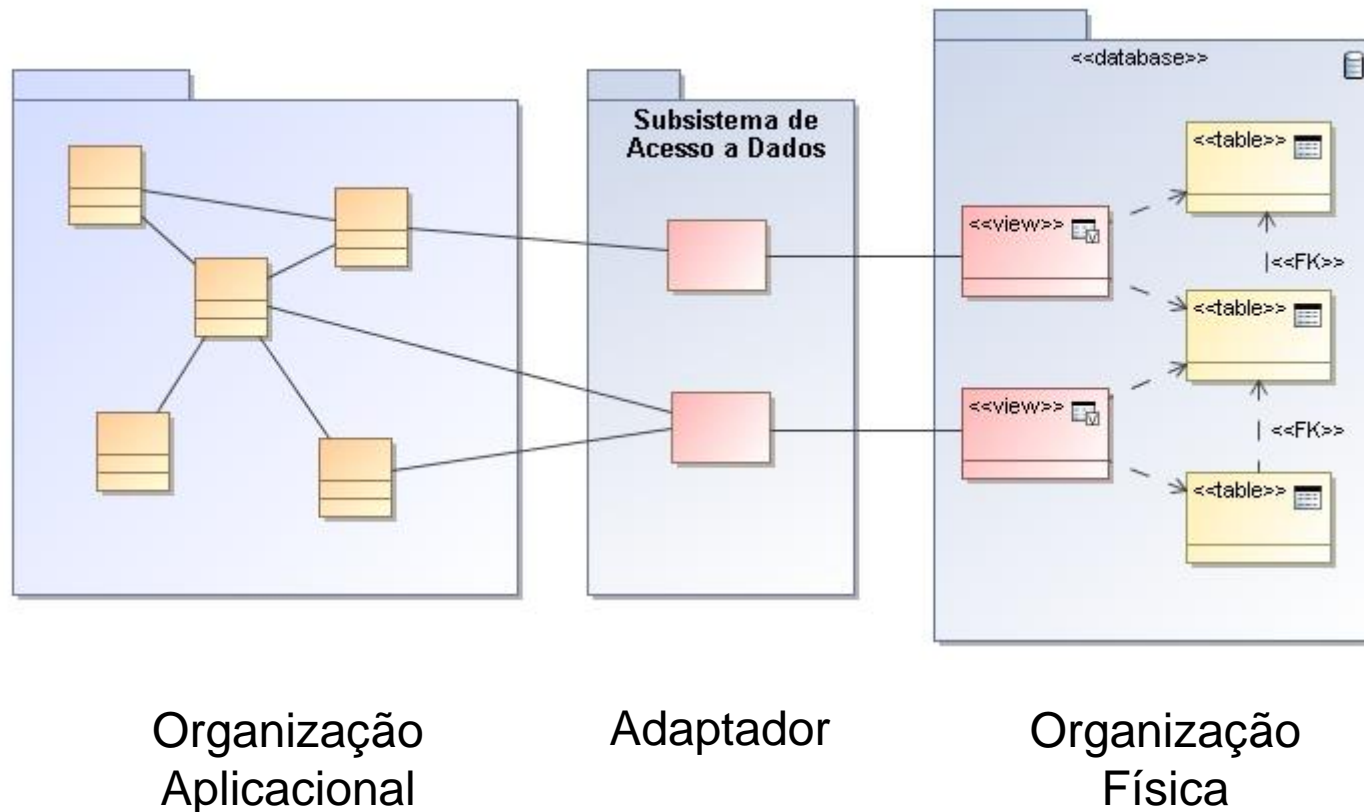 <<database>>
Subsistema de
Acesso a Dados
<<table>>
<<view>>
V
<<FK>>
<<table>>
<<view>>
V
<<FK>>
<<table>>
Organização
Aplicacional
Adaptador
Organização
Física